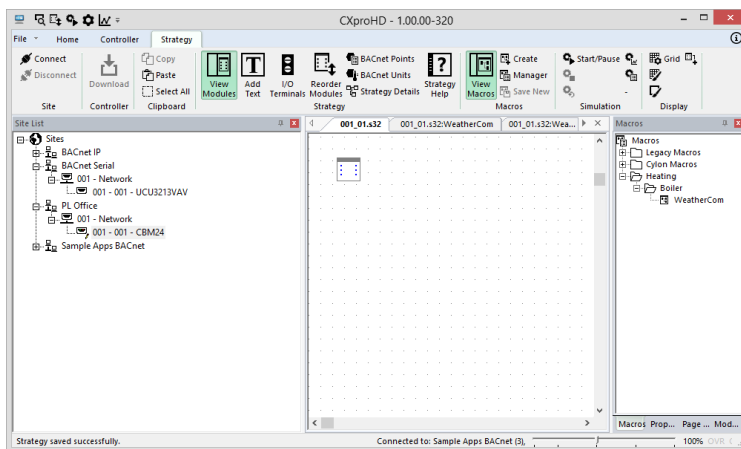 CXproHD - 1.00.00-320
File Home Controller Strategy
Connect
Disconnect
Site
Download
Controller
Copy
Paste
Select All
Clipboard
View
Modules
Add
Text
I/O
Terminals
Reorder
Modules
BACnet Points
BACnet Units
Strategy Details
Strategy
Help
Strategy
View
Macros
Create
Manager
Save New
Macros
Start/Pause
-
Simulation
Grid
Display
Site List
Sites
BACnet IP
BACnet Serial
001 - Network
001 - 001 - UCU3213VAV
PL Office
001 - Network
001 - 001 - CBM24
Sample Apps BACnet
001_01.s32 001_01.s32:WeatherCom 001_01.s32:Wea...
Macros
Macros
Legacy Macros
Cylon Macros
Heating
Boiler
WeatherCom
Macros Prop... Page ... Mod...
Strategy saved successfully.
Connected to: Sample Apps BACnet (3),
100% OVR